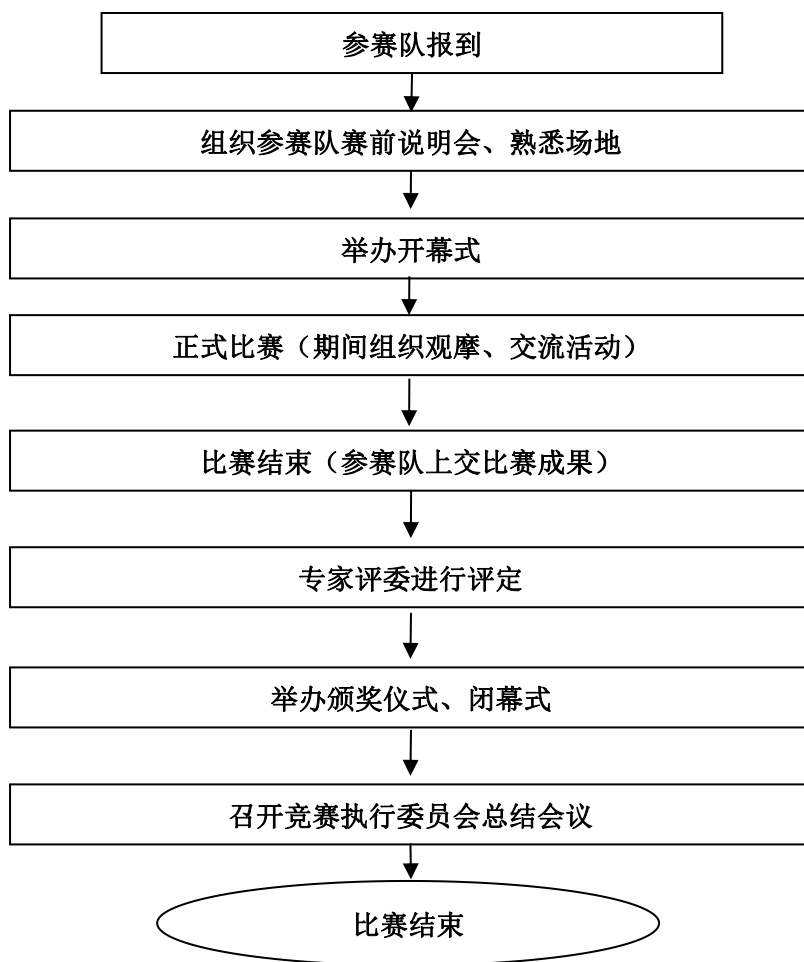 参赛队报到
组织参赛队赛前说明会、熟悉场地
举办开幕式
正式比赛（期间组织观摩、交流活动）
比赛结束（参赛队上交比赛成果）
专家评委进行评定
举办颁奖仪式、闭幕式
召开竞赛执行委员会总结会议
比赛结束